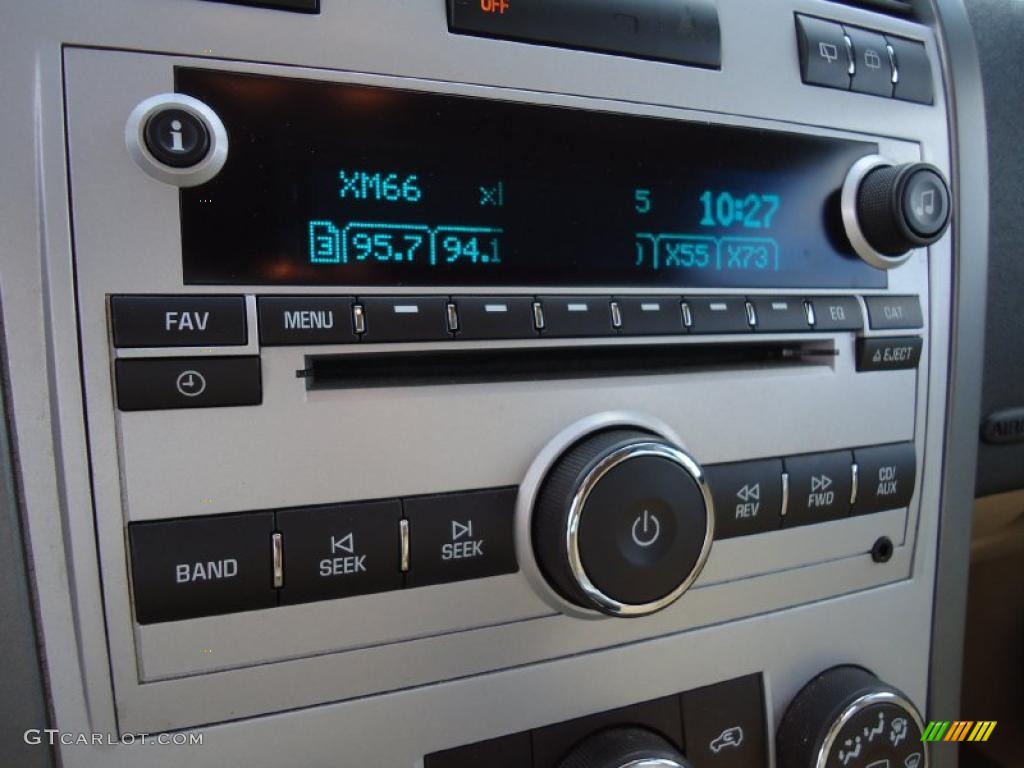 OFF
i
XM66 5 10:27
3 95.7 94.1 X55 X73
FAV MENU EQ CAT
EJECT
BAND SEEK SEEK REV FWD CD/
AUX
GTCARLOT.COM